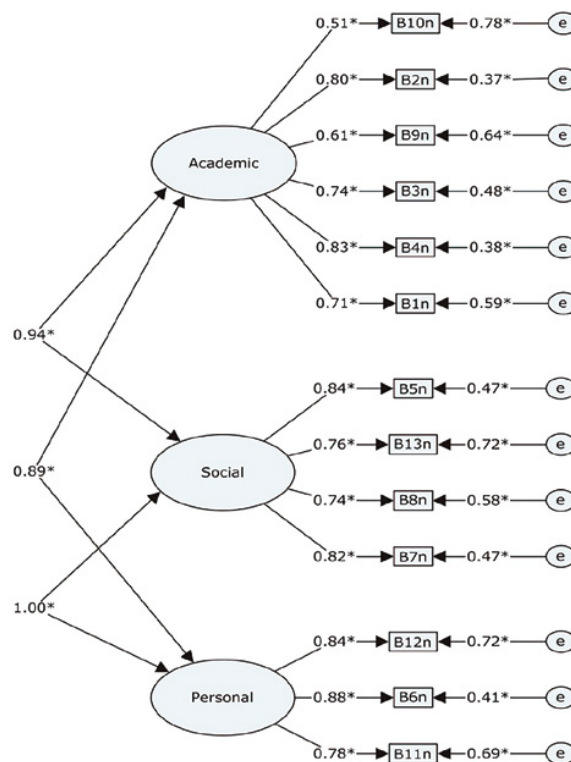 0.51* B10n 0.78* e
0.80* B2n 0.37* e
0.61* B9n 0.64* e
Academic
0.74* B3n 0.48* e
0.83* B4n 0.38* e
0.71* B1n 0.59* e
0.94*
0.84* B5n 0.47* e
0.76* B13n 0.72* e
0.89*
Social
0.74* B8n 0.58* e
0.82* B7n 0.47* e
1.00*
0.84* B12n 0.72* e
Personal
0.88* B6n 0.41* e
0.78* B11n 0.69* e